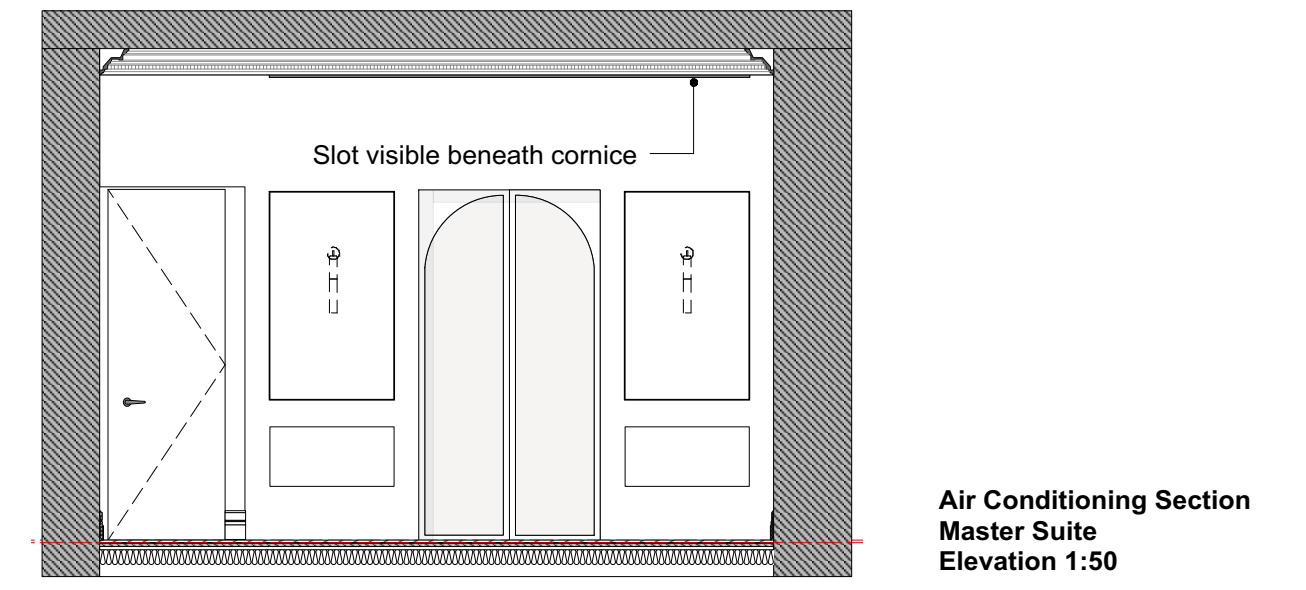 Slot visible beneath cornice
Air Conditioning Section
Master Suite
Elevation 1:50